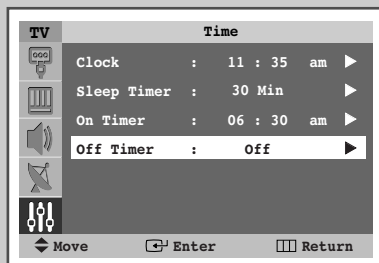 TV Time
Clock : 11 : 35 am
Sleep Timer : 30 Min
On Timer : 06 : 30 am
Off Timer : Off
Move Enter Return